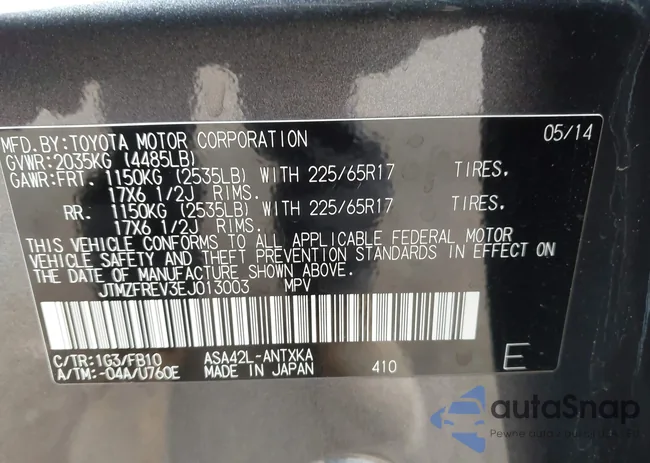 MFD.BY:TOYOTA MOTOR CORPORATION 05/14
GVWR:2035KG (4485LB)
GAWR:FRT. 1150KG (2535LB) WITH 225/65R17 TIRES.
17X6 1/2J RIMS.
RR. 1150KG (2535LB) WITH 225/65R17 TIRES.
17X6 1/2J RIMS.
THIS VEHICLE CONFORMS TO ALL APPLICABLE FEDERAL MOTOR
VEHICLE SAFETY AND THEFT PREVENTION STANDARDS IN EFFECT ON
THE DATE OF MANUFACTURE SHOWN ABOVE.
JTMZFREV3EJ013003 MPV
C/TR:1G3/FB10 ASA42L-ANTXKA
A/TM:-04A/U760E MADE IN JAPAN 410 E
autaSnap
Pewne auta z